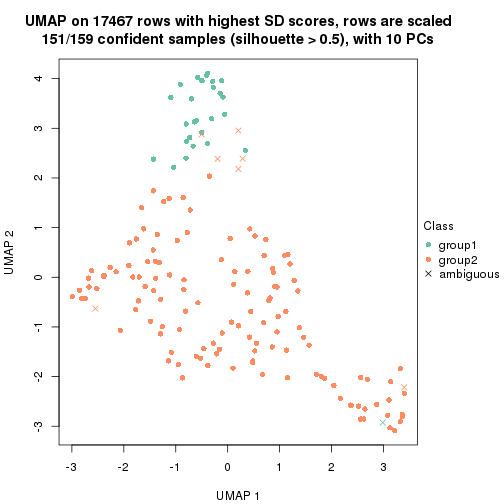 UMAP on 17467 rows with highest SD scores, rows are scaled
151/159 confident samples (silhouette > 0.5), with 10 PCs
4
3
2
1
0
-1
-2
-3
UMAP 2
-3 -2 -1 0 1 2 3
UMAP 1
Class
group1
group2
ambiguous